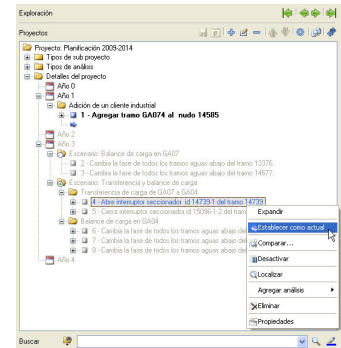 Exploración
Proyectos
Proyecto: Planificación 2009-2014
Tipos de sub proyecto
Tipos de análisis
Detalles del proyecto
Año 0
Año 1
Adición de un cliente industrial
1 - Agregar tramo GA074 al nudo 14585
Año 2
Año 3
Escenario: Balance de carga en GA07
2 - Cambia la fase de todos los tramos aguas abajo del tramo 13376.
3 - Cambia la fase de todos los tramos aguas abajo del tramo 14677.
Escenario: Transferencia y balance de carga
Transferencia de carga de GA07 a GA04
4 - Abre interruptor seccionador id 14739-1 del tramo 14739
5 - Cierra interruptor seccionador id 15096-1-2 del tram
Balance de carga en GA04
6 - Cambia la fase de todos los tramos aguas abajo de
7 - Cambia la fase de todos los tramos aguas abajo de
8 - Cambia la fase de todos los tramos aguas abajo de
Año 4
Expandir
Establecer como actual
Comparar...
Desactivar
Localizar
Agregar análisis
Eliminar
Propiedades
Buscar